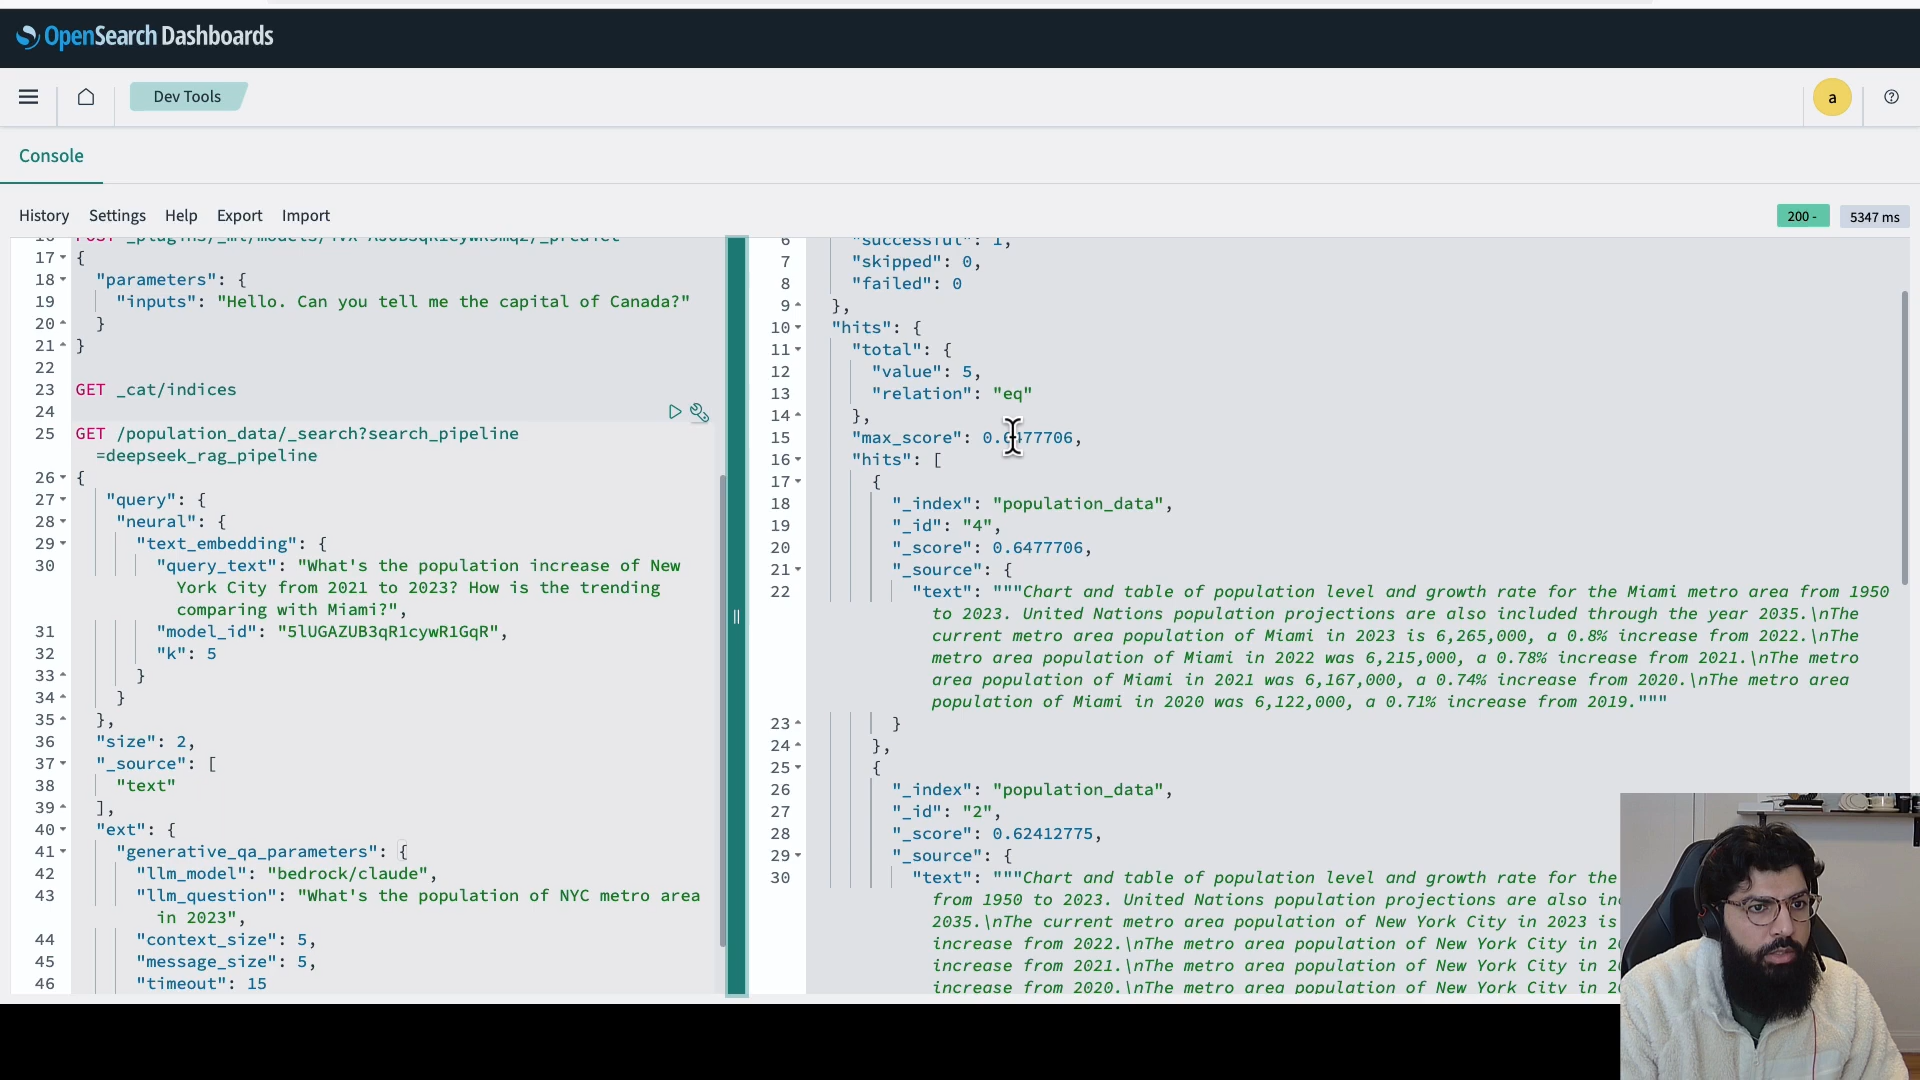 OpenSearch Dashboards
Dev Tools
a
Console
History Settings Help Export Import
200 - 5347 ms
17 {
18 "parameters": {
19 "inputs": "Hello. Can you tell me the capital of Canada?"
20 }
21 }
22
23 GET _cat/indices
24
25 GET /population_data/_search?search_pipeline
=deepseek_rag_pipeline
26 {
27 "query": {
28 "neural": {
29 "text_embedding": {
30 "query_text": "What's the population increase of New
York City from 2021 to 2023? How is the trending
comparing with Miami?",
31 "model_id": "5lUGAZUB3qR1cywR1GqR",
32 "k": 5
33 }
34 }
35 },
36 "size": 2,
37 "_source": [
38 "text"
39 ],
40 "ext": {
41 "generative_qa_parameters": {
42 "llm_model": "bedrock/claude",
43 "llm_question": "What's the population of NYC metro area
in 2023",
44 "context_size": 5,
45 "message_size": 5,
46 "timeout": 15
6 "successful": 1,
7 "skipped": 0,
8 "failed": 0
9 },
10 "hits": {
11 "total": {
12 "value": 5,
13 "relation": "eq"
14 },
15 "max_score": 0.6477706,
16 "hits": [
17 {
18 "_index": "population_data",
19 "_id": "4",
20 "_score": 0.6477706,
21 "_source": {
22 "text": """Chart and table of population level and growth rate for the Miami metro area from 1950
to 2023. United Nations population projections are also included through the year 2035.\nThe
current metro area population of Miami in 2023 is 6,265,000, a 0.8% increase from 2022.\nThe
metro area population of Miami in 2022 was 6,215,000, a 0.78% increase from 2021.\nThe metro
area population of Miami in 2021 was 6,167,000, a 0.74% increase from 2020.\nThe metro area
population of Miami in 2020 was 6,122,000, a 0.71% increase from 2019."""
23 }
24 },
25 {
26 "_index": "population_data",
27 "_id": "2",
28 "_score": 0.62412775,
29 "_source": {
30 "text": """Chart and table of population level and growth rate for the
from 1950 to 2023. United Nations population projections are also
2035.\nThe current metro area population of New York City in 2023 is
increase from 2022.\nThe metro area population of New York City in
increase from 2021.\nThe metro area population of New York City in
increase from 2020.\nThe metro area population of New York City in